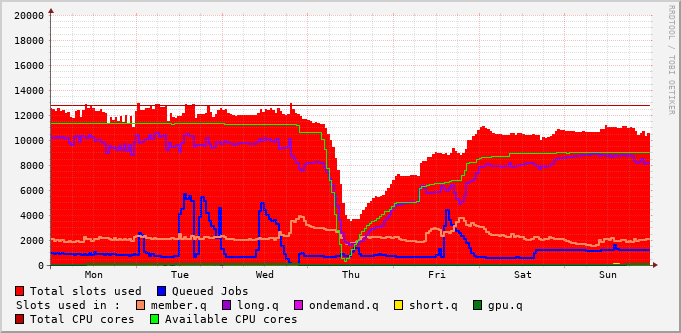 20000
18000
16000
14000
12000
10000
8000
6000
4000
2000
0
Mon Tue Wed Thu Fri Sat Sun
RRDTOOL / TOBI OETIKER
Total slots used Queued Jobs
Slots used in : member.q long.q ondemand.q short.q gpu.q
Total CPU cores Available CPU cores